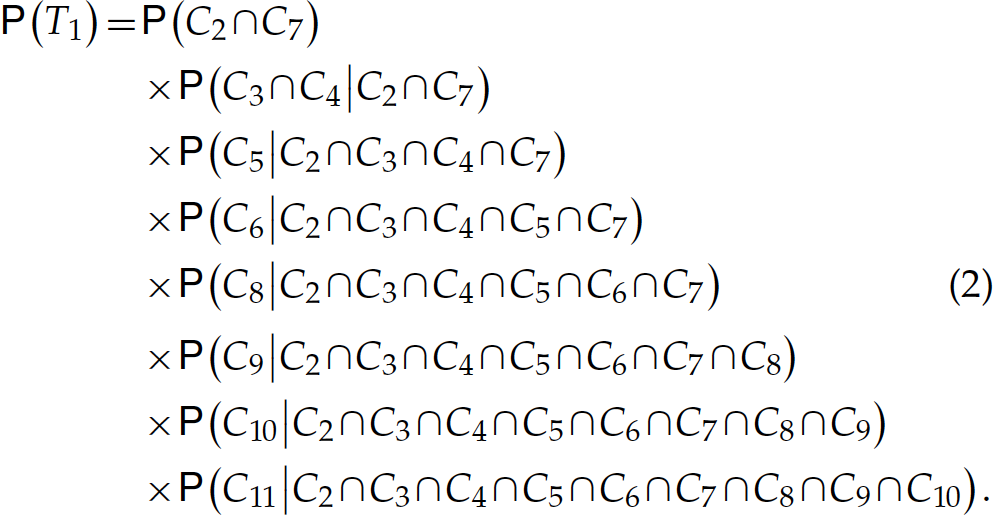 P(T₁)=P(C₂∩C₇)
×P(C₃∩C₄|C₂∩C₇)
×P(C₅|C₂∩C₃∩C₄∩C₇)
×P(C₆|C₂∩C₃∩C₄∩C₅∩C₇)
×P(C₈|C₂∩C₃∩C₄∩C₅∩C₆∩C₇) (2)
×P(C₉|C₂∩C₃∩C₄∩C₅∩C₆∩C₇∩C₈)
×P(C₁₀|C₂∩C₃∩C₄∩C₅∩C₆∩C₇∩C₈∩C₉)
×P(C₁₁|C₂∩C₃∩C₄∩C₅∩C₆∩C₇∩C₈∩C₉∩C₁₀).